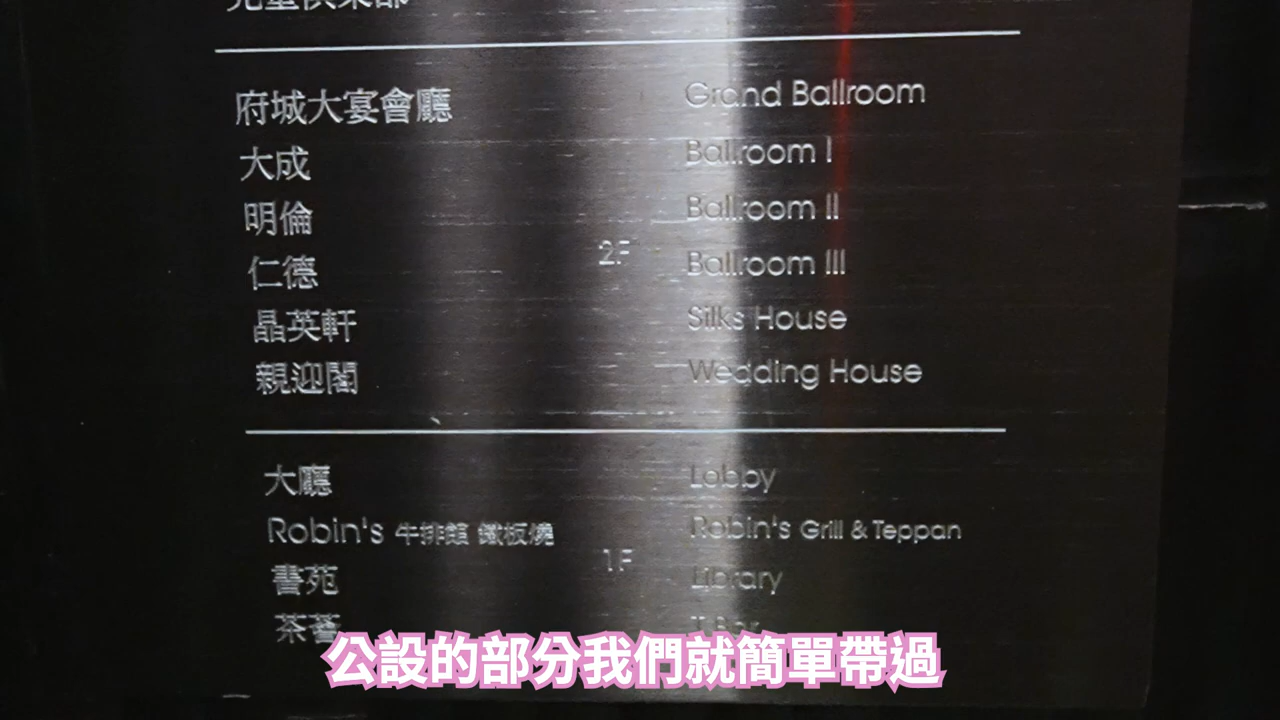 府城大宴會廳 Grand Ballroom
大成 Ballroom I
明倫 Ballroom II
2F
仁德 Ballroom III
晶英軒 Silks House
親迎閣 Wedding House
大廳 Lobby
Robin's 牛排館 鐵板燒 Robin's Grill & Teppan
1F
書苑 Library
公設的部分我們就簡單帶過